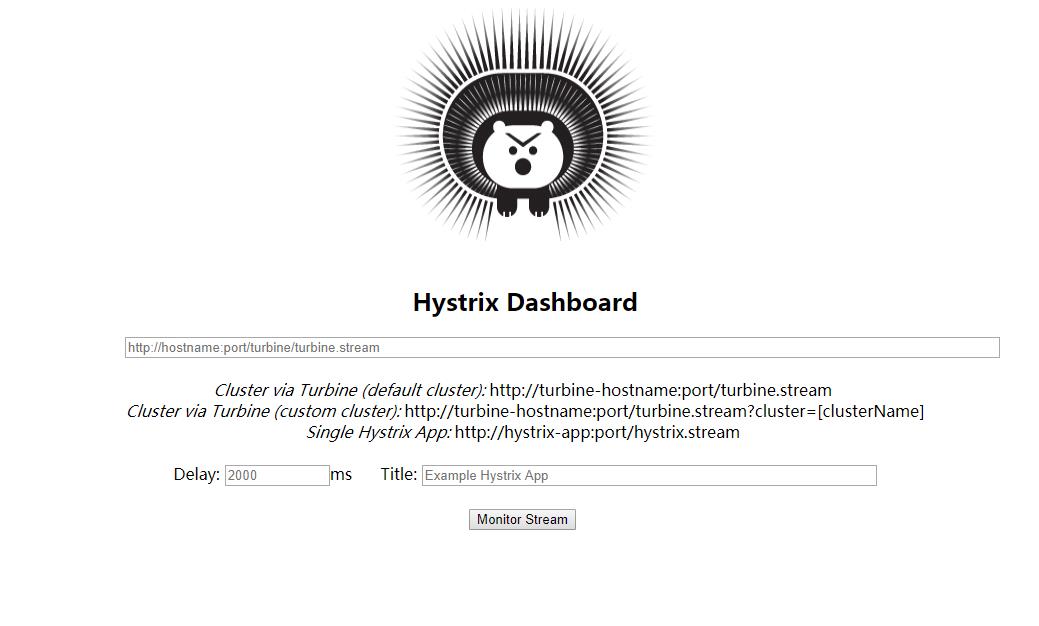 Hystrix Dashboard
http://hostname:port/turbine/turbine.stream
Cluster via Turbine (default cluster): http://turbine-hostname:port/turbine.stream
Cluster via Turbine (custom cluster): http://turbine-hostname:port/turbine.stream?cluster=[clusterName]
Single Hystrix App: http://hystrix-app:port/hystrix.stream
Delay: 2000 ms Title: Example Hystrix App
Monitor Stream